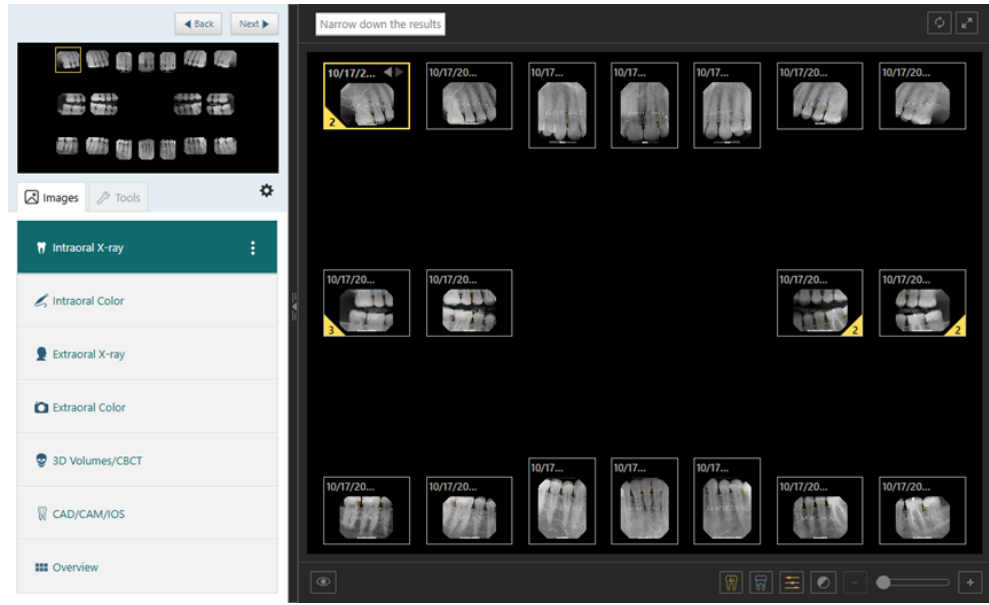 Back Next
Narrow down the results
10/17/2... 10/17/20... 10/17... 10/17... 10/17... 10/17/20... 10/17/20...
2
Images Tools
Intraoral X-ray
Intraoral Color
10/17/20... 10/17/20... 10/17/20... 10/17/20...
3 2 2
Extraoral X-ray
Extraoral Color
3D Volumes/CBCT
10/17/20... 10/17/20... 10/17... 10/17... 10/17... 10/17/20... 10/17/20...
CAD/CAM/IOS
Overview